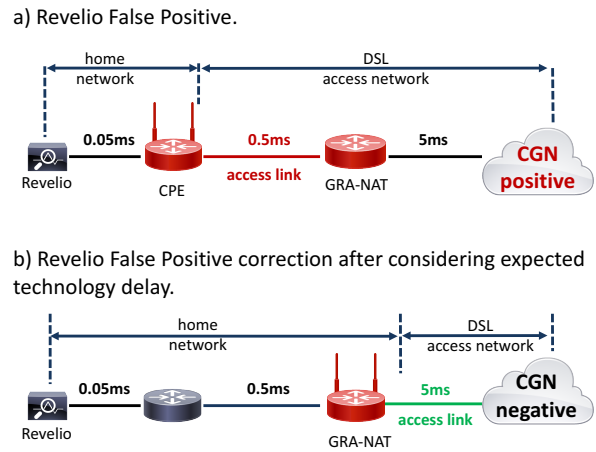 a) Revelio False Positive.
home
network
DSL
access network
0.05ms
0.5ms
5ms
CGN
positive
access link
Revelio
CPE
GRA-NAT
b) Revelio False Positive correction after considering expected
technology delay.
home
network
DSL
access network
0.05ms
0.5ms
5ms
CGN
negative
access link
Revelio
GRA-NAT